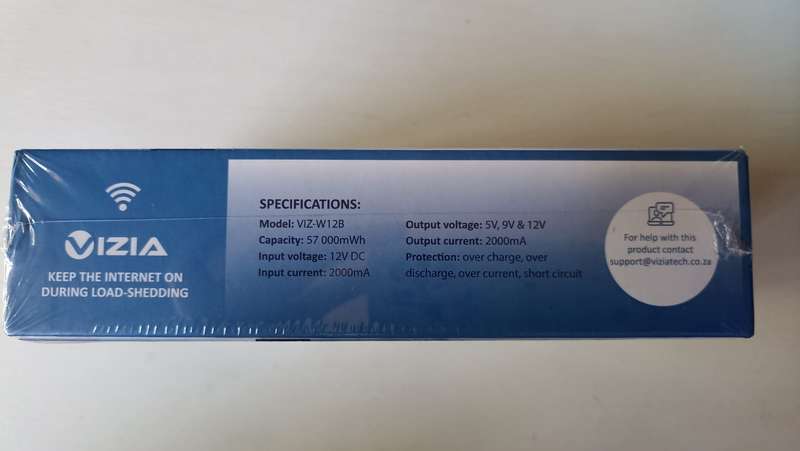 VIZIA
KEEP THE INTERNET ON
DURING LOAD-SHEDDING
SPECIFICATIONS:
Model: VIZ-W12B
Capacity: 57 000mWh
Input voltage: 12V DC
Input current: 2000mA
Output voltage: 5V, 9V & 12V
Output current: 2000mA
Protection: over charge, over
discharge, over current, short circuit
For help with this
product contact
support@viziatech.co.za